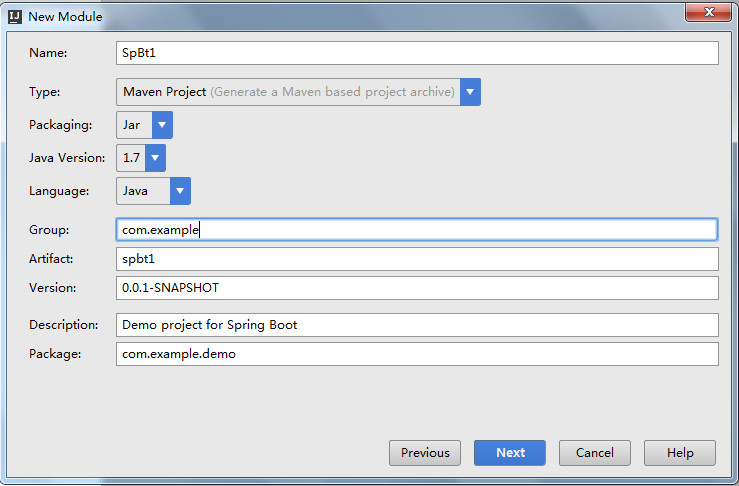 IJ New Module
Name: SpBt1
Type: Maven Project (Generate a Maven based project archive)
Packaging: Jar
Java Version: 1.7
Language: Java
Group: com.example
Artifact: spbt1
Version: 0.0.1-SNAPSHOT
Description: Demo project for Spring Boot
Package: com.example.demo
Previous Next Cancel Help